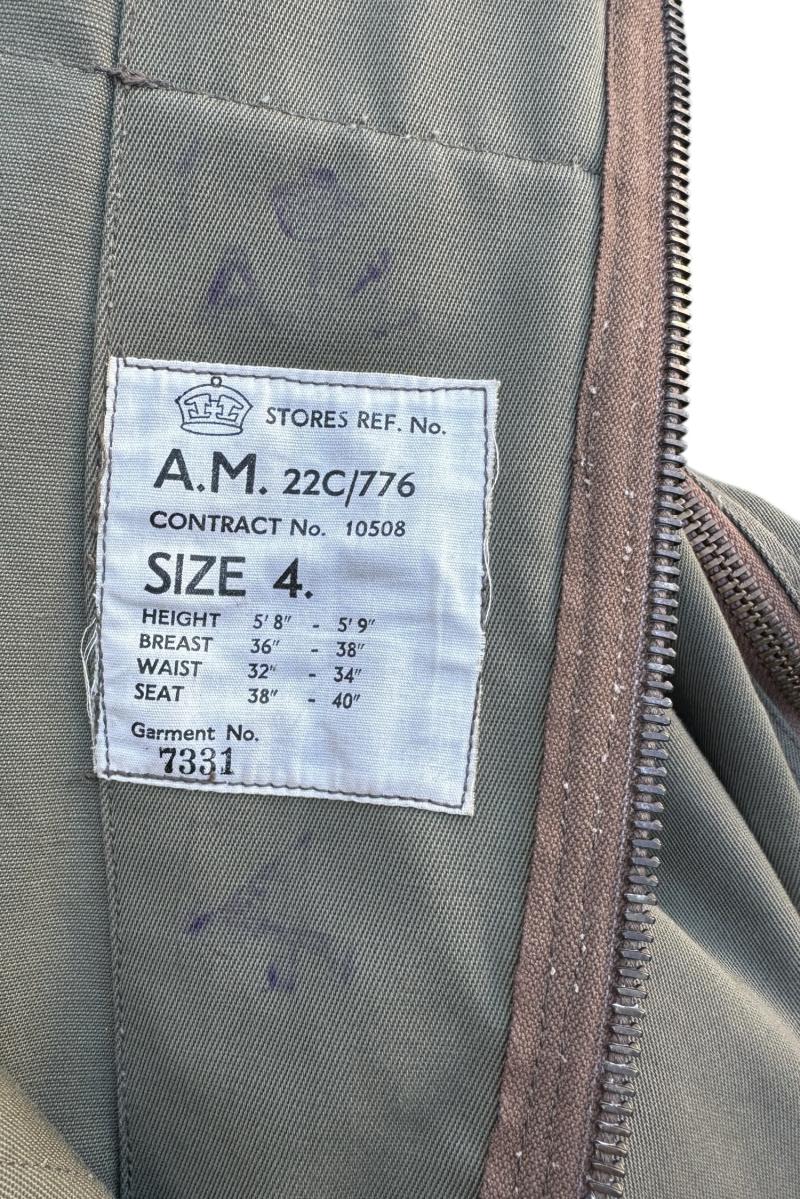 A M
STORES REF. No.
A.M. 22C/776
CONTRACT No. 10508
SIZE 4.
HEIGHT 5'8" - 5'9"
BREAST 36" - 38"
WAIST 32" - 34"
SEAT 38" - 40"
Garment No.
7331